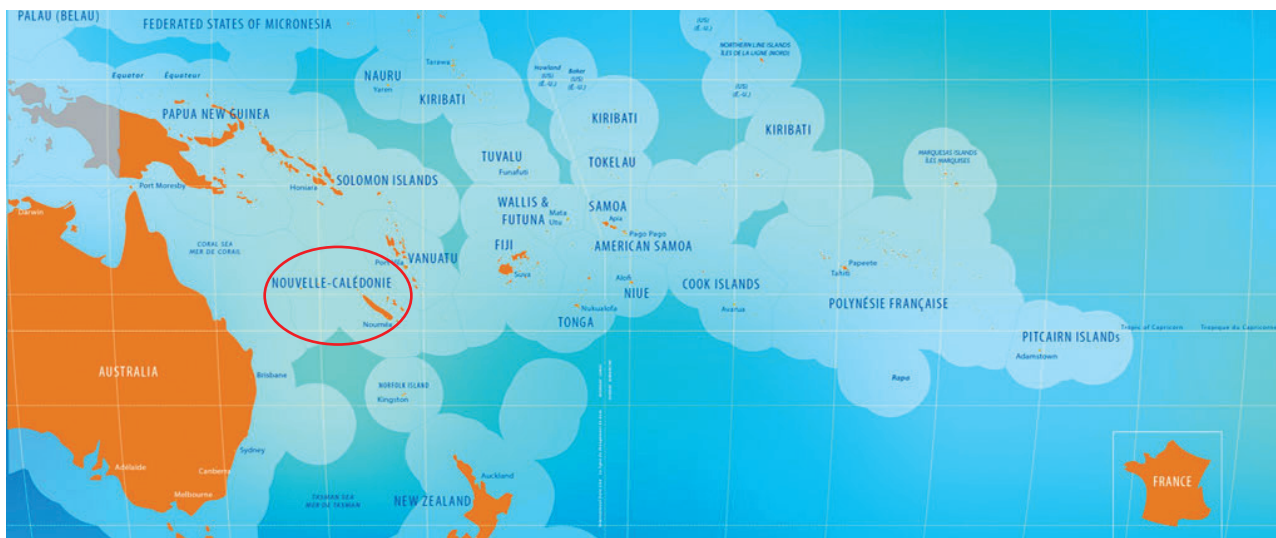 PALAU (BELAU)
FEDERATED STATES OF MICRONESIA
NORTHERN LINE ISLANDS
ÎLES DE LA LIGNE (NORD)
Tarawa
Equator Équateur
NAURU
Yaren
Howland
(US)
(É.-U.)
Baker
(US)
(É.-U.)
(US)
(É.-U.)
KIRIBATI
PAPUA NEW GUINEA
KIRIBATI
KIRIBATI
TUVALU
Funafuti
TOKELAU
MARQUESAS ISLANDS
ÎLES MARQUISES
Port Moresby
Honiara
SOLOMON ISLANDS
Darwin
WALLIS &
FUTUNA
Mata
Utu
SAMOA
Apia
Pago Pago
AMERICAN SAMOA
CORAL SEA
MER DE CORAIL
Port Vila
VANUATU
FIJI
Suva
Papeete
Tahiti
NOUVELLE-CALÉDONIE
Nouméa
Alofi
NIUE
COOK ISLANDS
Avarua
POLYNÉSIE FRANÇAISE
Nukualofa
TONGA
PITCAIRN ISLANDs
Adamstown
Tropic of Capricorn Tropique du Capricorne
AUSTRALIA
Brisbane
NORFOLK ISLAND
Kingston
Rapa
Sydney
Adélaide
Canberra
Melbourne
TASMAN SEA
MER DE TASMAN
Auckland
NEW ZEALAND
FRANCE